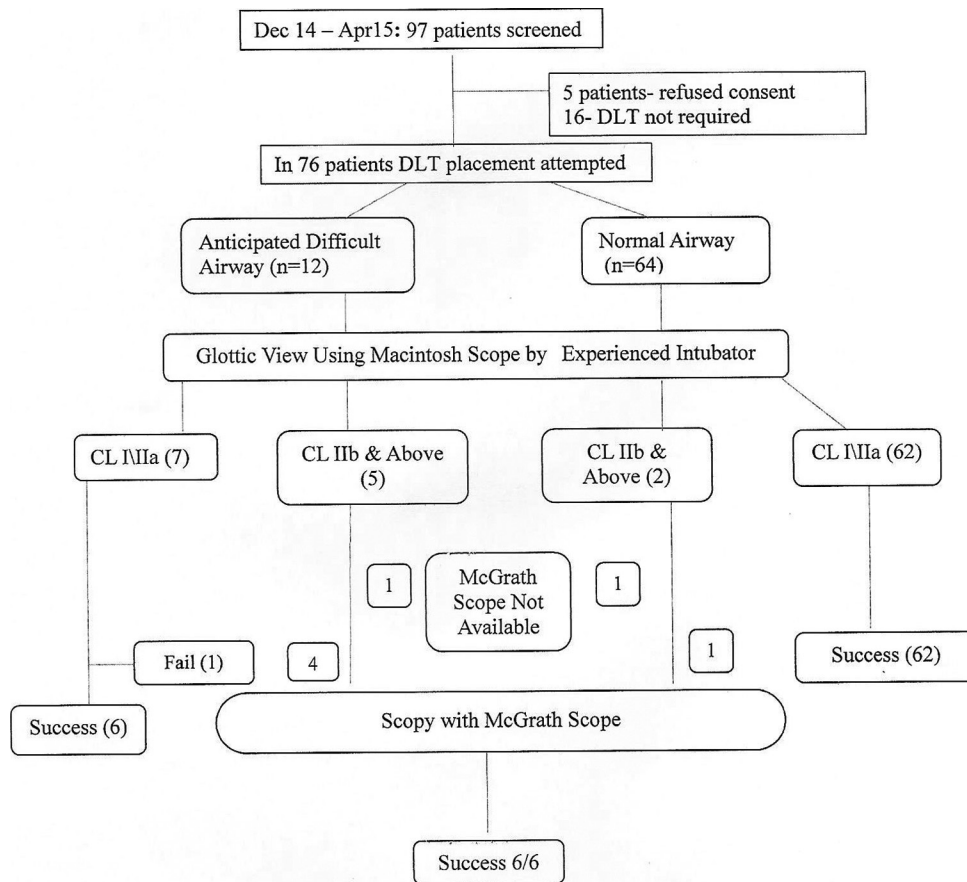 Dec 14 – Apr15: 97 patients screened
5 patients- refused consent
16- DLT not required
In 76 patients DLT placement attempted
Anticipated Difficult
Airway (n=12)
Normal Airway
(n=64)
Glottic View Using Macintosh Scope by Experienced Intubator
CL I\IIa (7)
CL IIb & Above
(5)
CL IIb &
Above (2)
CL I\IIa (62)
1
McGrath
Scope Not
Available
1
Fail (1)
4
1
Success (62)
Success (6)
Scopy with McGrath Scope
Success 6/6